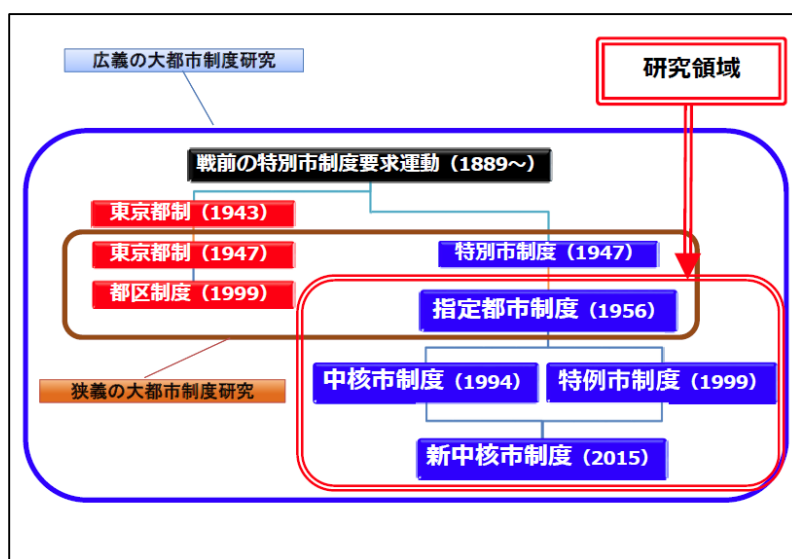 広義の大都市制度研究
研究領域
戦前の特別市制度要求運動（1889～）
東京都制（1943）
東京都制（1947）
特別市制度（1947）
都区制度（1999）
指定都市制度（1956）
中核市制度（1994）
特例市制度（1999）
狭義の大都市制度研究
新中核市制度（2015）